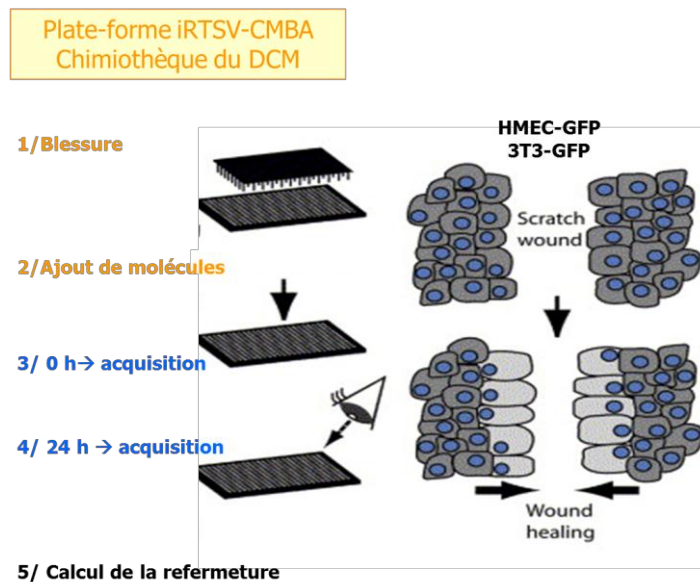 Plate-forme iRTSV-CMBA
Chimiothèque du DCM
HMEC-GFP
3T3-GFP
1/Blessure
Scratch
wound
2/Ajout de molécules
3/ 0 h→ acquisition
4/ 24 h → acquisition
Wound
healing
5/ Calcul de la refermeture